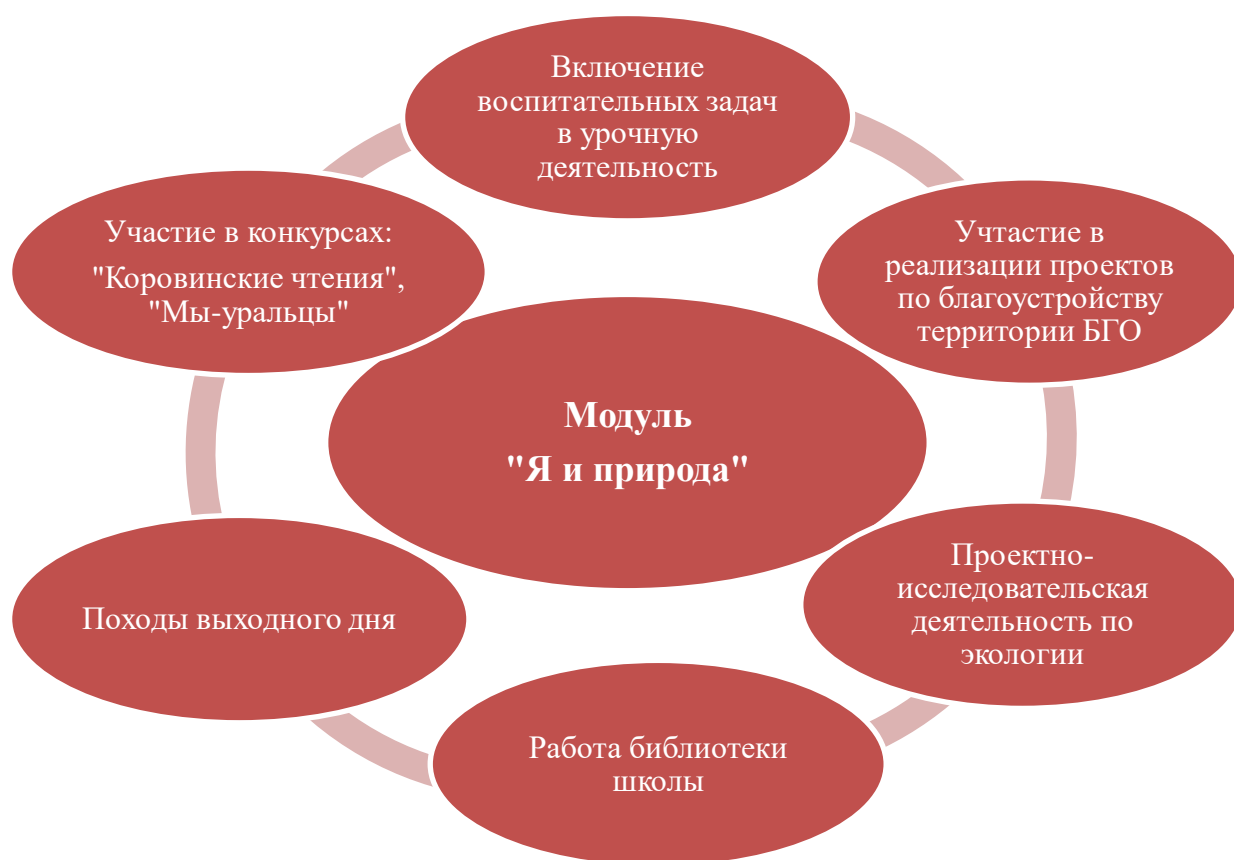 Включение
воспитательных задач
в урочную
деятельность
Учтастие в
реализации проектов
по благоустройству
территории БГО
Проектно-
исследовательская
деятельность по
экологии
Работа библиотеки
школы
Походы выходного дня
Участие в конкурсах:
"Коровинские чтения",
"Мы-уральцы"
Модуль
"Я и природа"